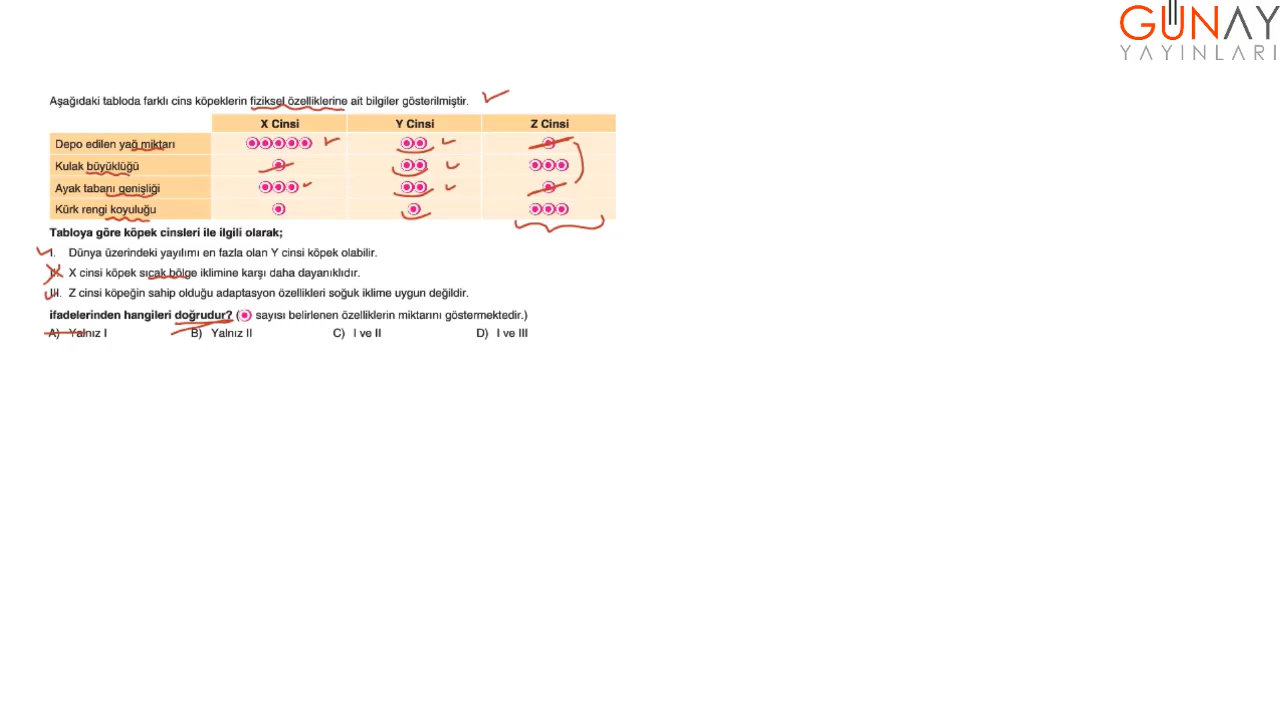 GÜNAY
YAYINLARI
Aşağıdaki tabloda farklı cins köpeklerin fiziksel özelliklerine ait bilgiler gösterilmiştir.
X Cinsi Y Cinsi Z Cinsi
Depo edilen yağ miktarı
Kulak büyüklüğü
Ayak tabanı genişliği
Kürk rengi koyuluğu
Tabloya göre köpek cinsleri ile ilgili olarak;
I. Dünya üzerindeki yayılımı en fazla olan Y cinsi köpek olabilir.
II. X cinsi köpek sıcak bölge iklimine karşı daha dayanıklıdır.
III. Z cinsi köpeğin sahip olduğu adaptasyon özellikleri soğuk iklime uygun değildir.
ifadelerinden hangileri doğrudur? ( sayısı belirlenen özelliklerin miktarını göstermektedir.)
A) Yalnız I B) Yalnız II C) I ve II D) I ve III